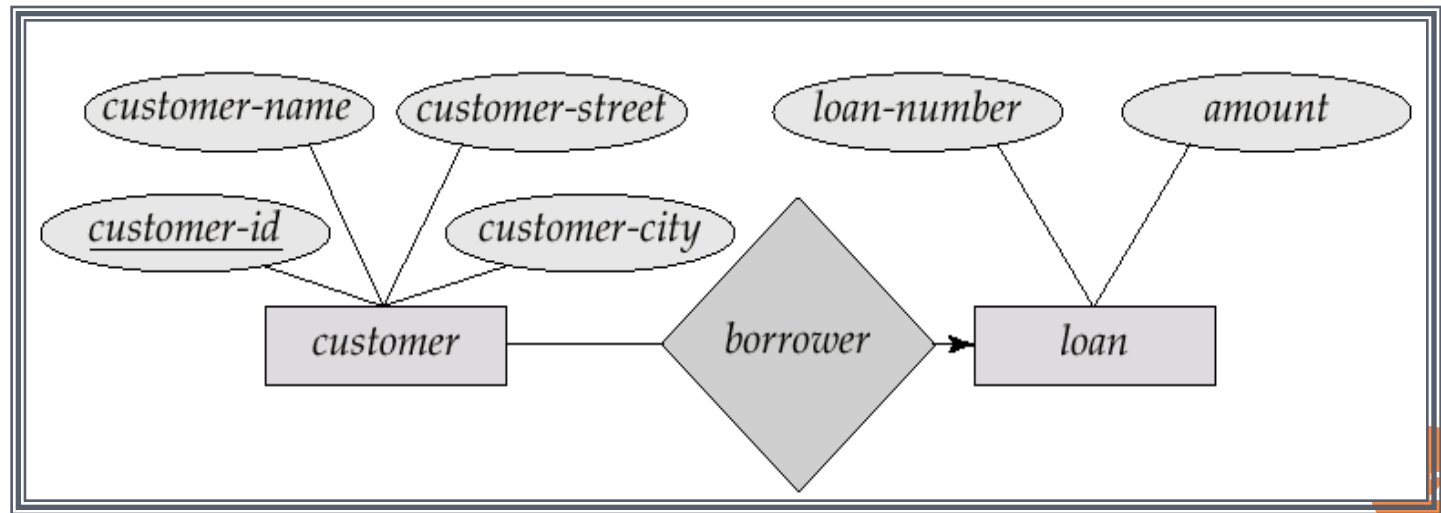 customer-name
customer-street
loan-number
amount
customer-id
customer-city
customer
borrower
loan